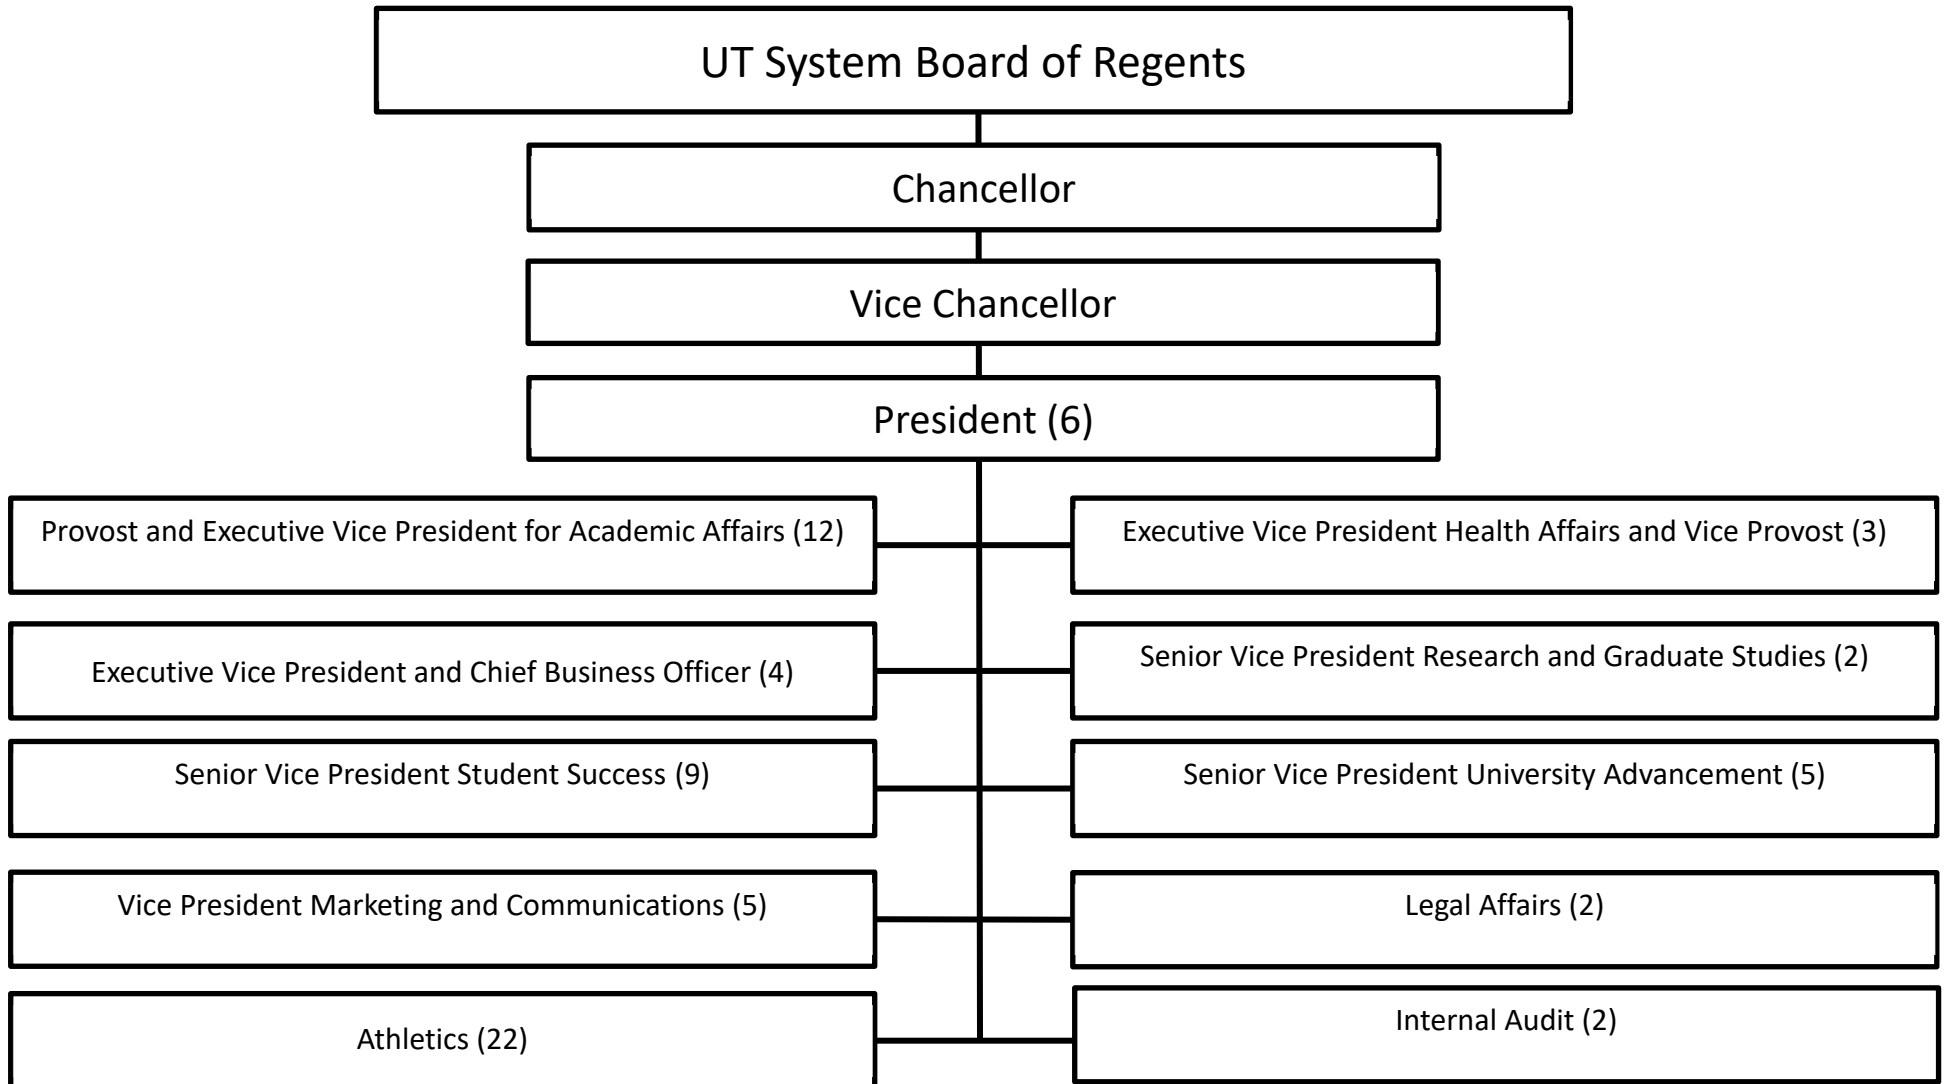 UT System Board of Regents
Chancellor
Vice Chancellor
President (6)
Provost and Executive Vice President for Academic Affairs (12)
Executive Vice President Health Affairs and Vice Provost (3)
Executive Vice President and Chief Business Officer (4)
Senior Vice President Research and Graduate Studies (2)
Senior Vice President Student Success (9)
Senior Vice President University Advancement (5)
Vice President Marketing and Communications (5)
Legal Affairs (2)
Athletics (22)
Internal Audit (2)